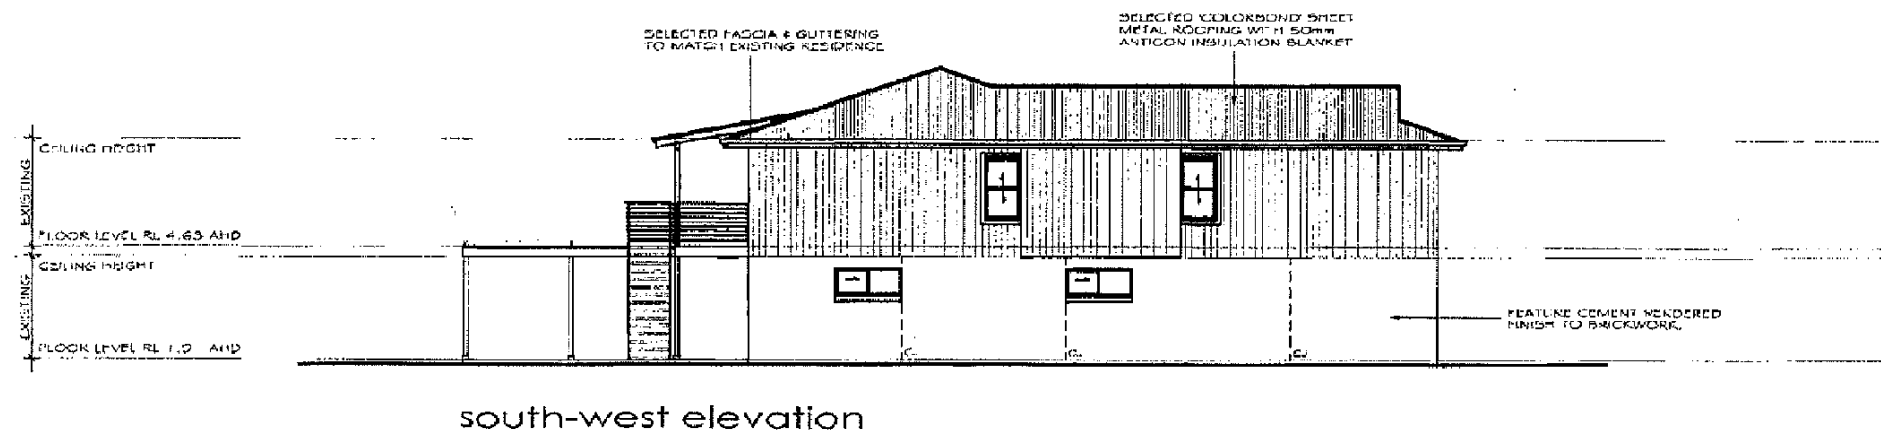 SELECTED FASCIA & GUTTERING
TO MATCH EXISTING RESIDENCE
SELECTED 'COLORBOND' SHEET
METAL ROOFING WITH 50mm
ANTICON INSULATION BLANKET
CEILING HEIGHT
EXISTING
FLOOR LEVEL RL 4.63 AHD
CEILING HEIGHT
EXISTING
FLOOR LEVEL RL AHD
FEATURE CEMENT RENDERED
FINISH TO BRICKWORK.
south-west elevation